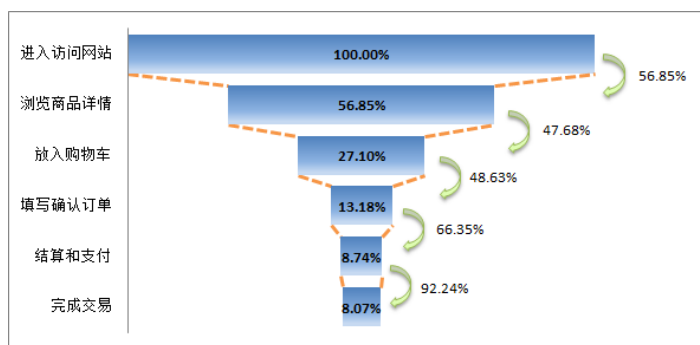 进入访问网站
100.00%
56.85%
浏览商品详情
56.85%
47.68%
放入购物车
27.10%
48.63%
填写确认订单
13.18%
66.35%
结算和支付
8.74%
92.24%
完成交易
8.07%